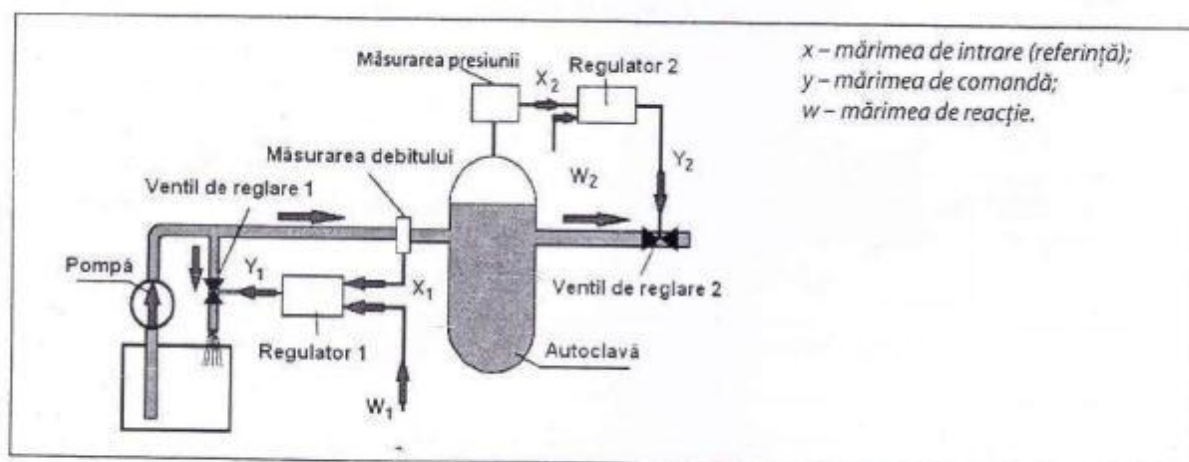 Măsurarea presiunii
X2
Regulator 2
x – mărimea de intrare (referință);
y – mărimea de comandă;
w – mărimea de reacție.
Măsurarea debitului
Y2
W2
Ventil de reglare 1
Pompă
Y1
X1
Ventil de reglare 2
Regulator 1
Autoclavă
W1